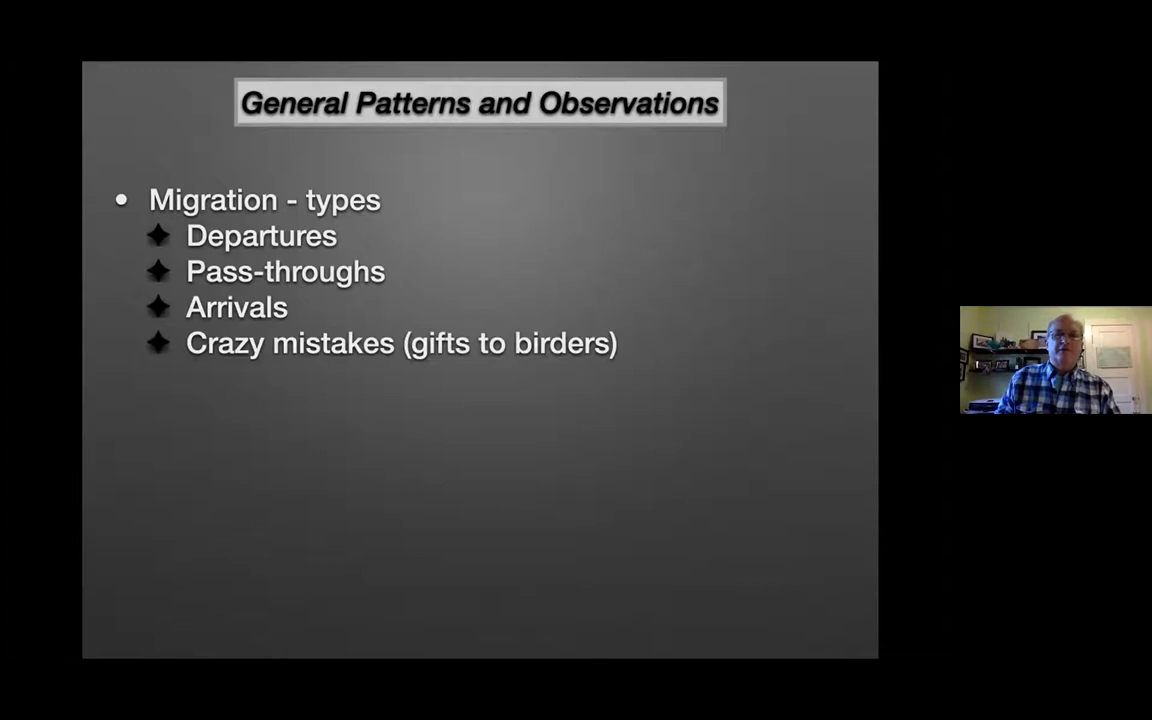 General Patterns and Observations
• Migration - types
✦ Departures
✦ Pass-throughs
✦ Arrivals
✦ Crazy mistakes (gifts to birders)